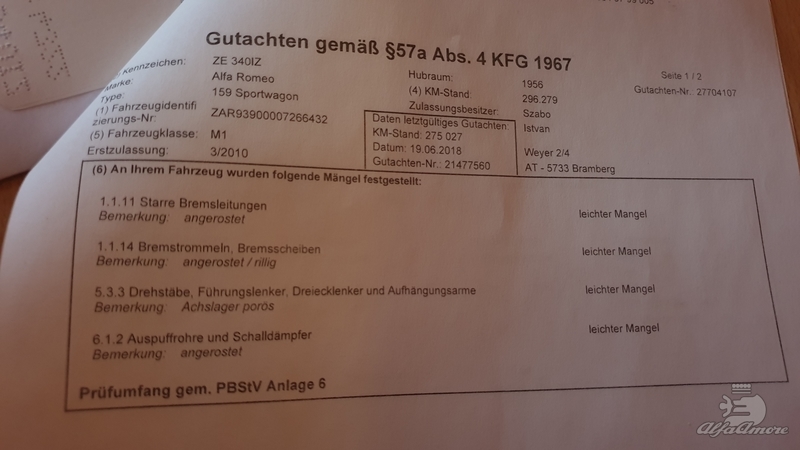 Gutachten gemäß §57a Abs. 4 KFG 1967
Kennzeichen: ZE 340IZ
Marke: Alfa Romeo
Type: 159 Sportwagon
(1) Fahrzeugidentifi
zierungs-Nr: ZAR93900007266432
(5) Fahrzeugklasse: M1
Erstzulassung: 3/2010
Hubraum: 1956
(4) KM-Stand: 296.279
Zulassungsbesitzer: Szabo
Istvan
Weyer 2/4
AT - 5733 Bramberg
Seite 1 / 2
Gutachten-Nr.: 27704107
Daten letztgültiges Gutachten:
KM-Stand: 275 027
Datum: 19.06.2018
Gutachten-Nr.: 21477560
(6) An Ihrem Fahrzeug wurden folgende Mängel festgestellt:
1.1.11 Starre Bremsleitungen leichter Mangel
Bemerkung: angerostet
1.1.14 Bremstrommeln, Bremsscheiben leichter Mangel
Bemerkung: angerostet / rillig
5.3.3 Drehstäbe, Führungslenker, Dreiecklenker und Aufhängungsarme leichter Mangel
Bemerkung: Achslager porös
6.1.2 Auspuffrohre und Schalldämpfer leichter Mangel
Bemerkung: angerostet
Prüfumfang gem. PBStV Anlage 6
AlfaAmore